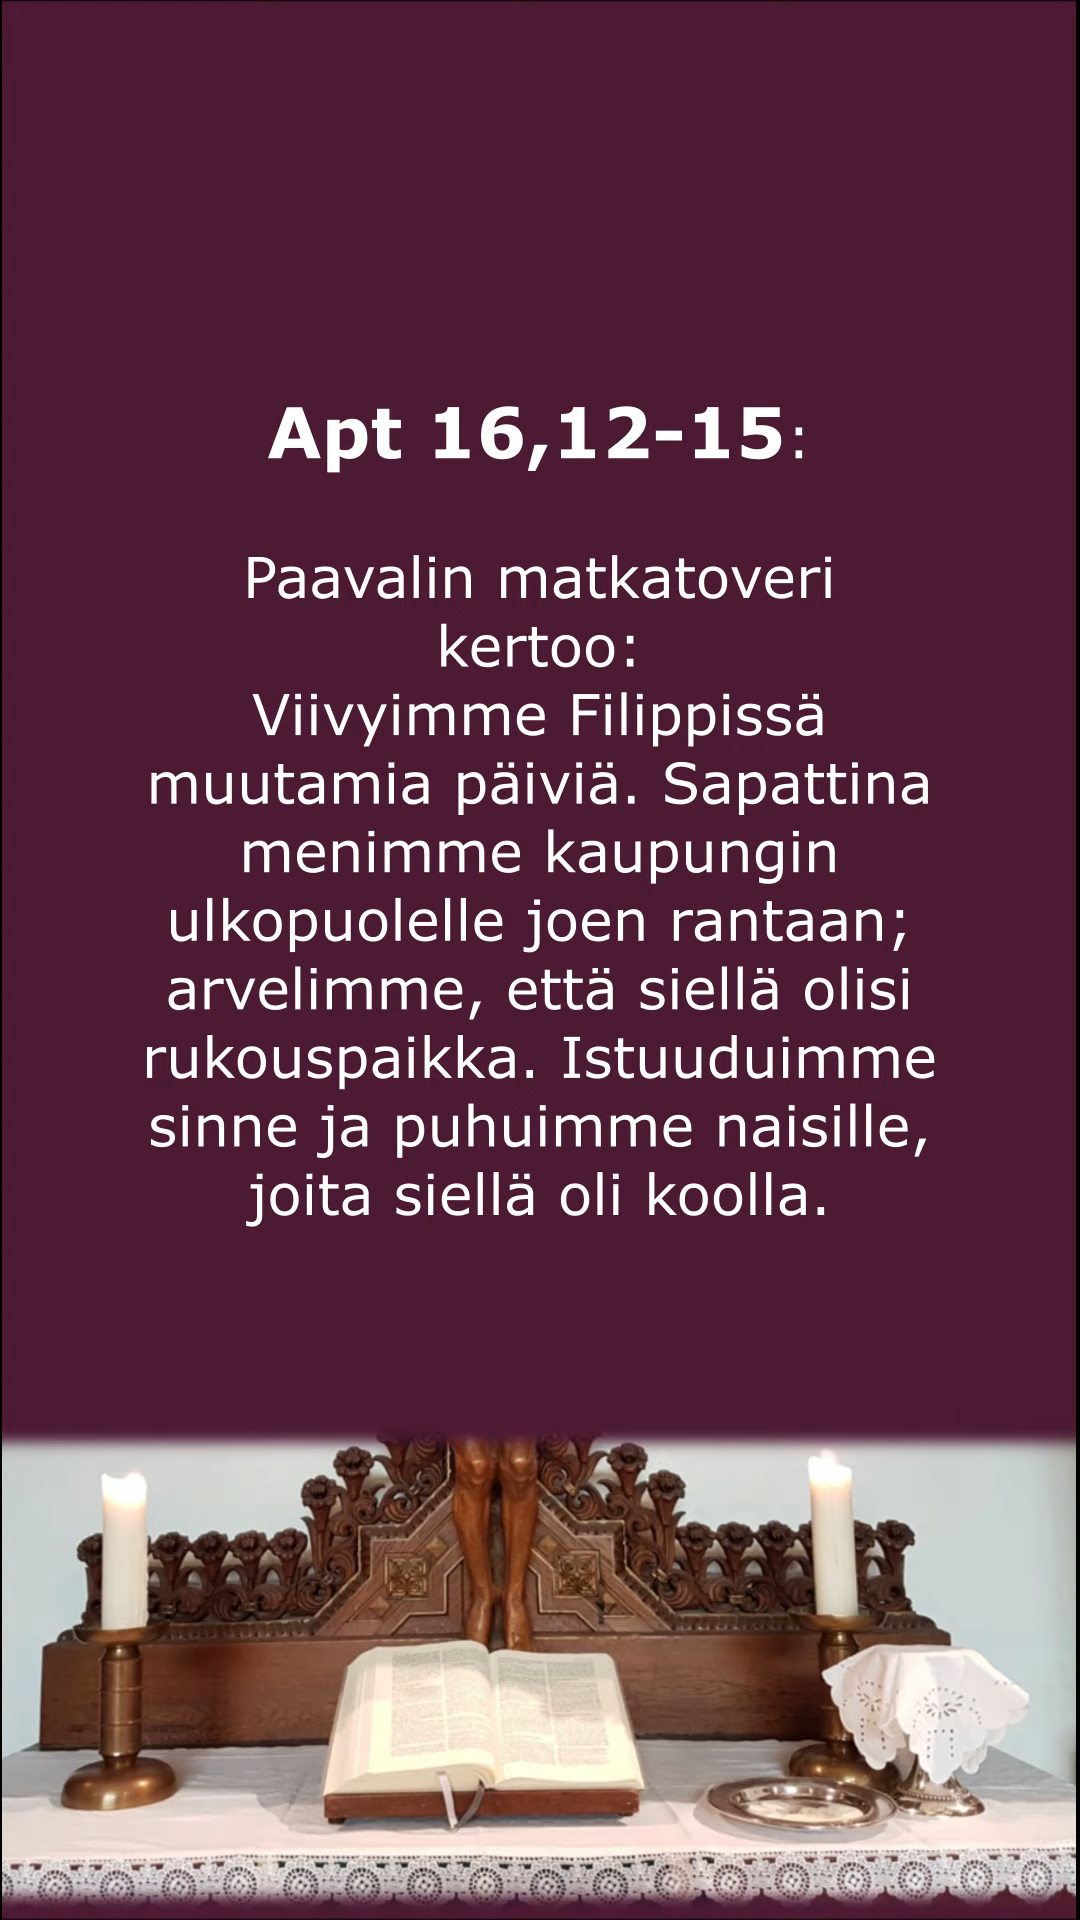 Apt 16,12-15:
Paavalin matkatoveri
kertoo:
Viivyimme Filippissä
muutamia päiviä. Sapattina
menimme kaupungin
ulkopuolelle joen rantaan;
arvelimme, että siellä olisi
rukouspaikka. Istuuduimme
sinne ja puhuimme naisille,
joita siellä oli koolla.